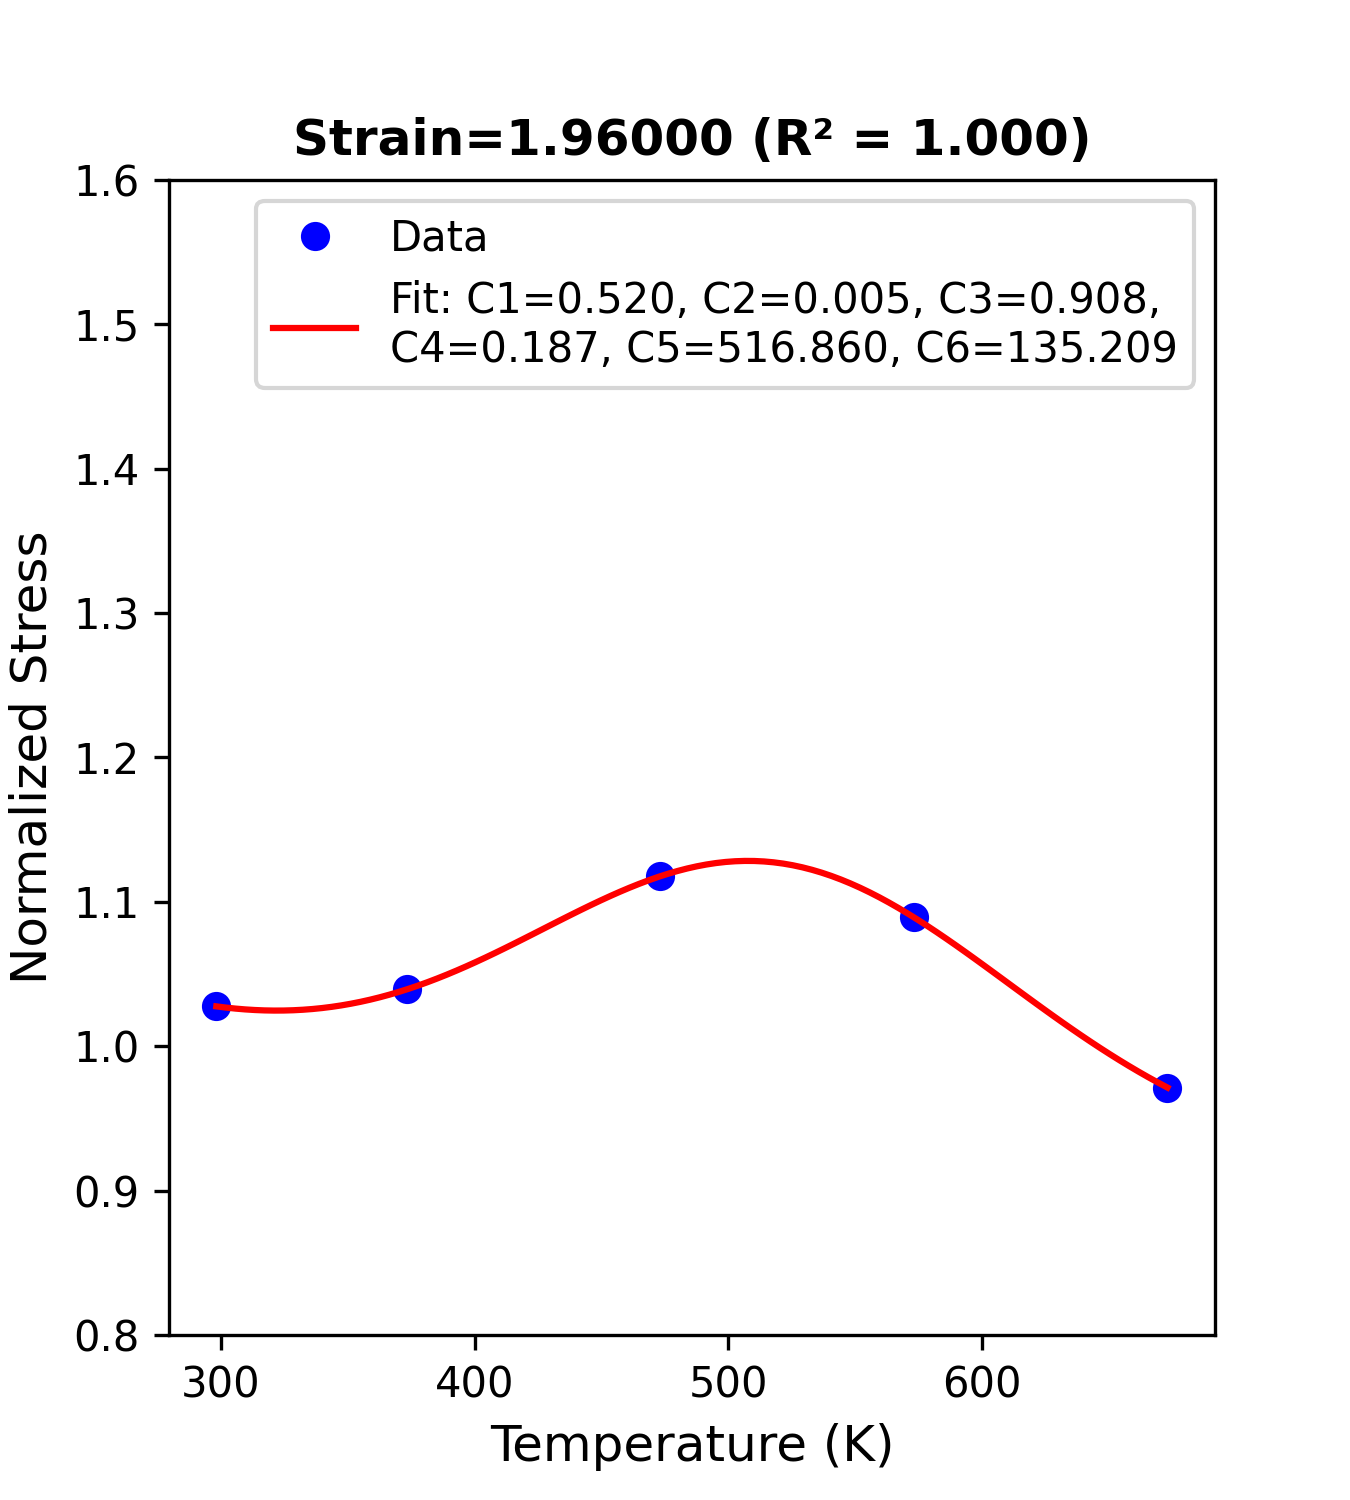 Strain=1.96000 (R² = 1.000)
Data
Fit: C1=0.520, C2=0.005, C3=0.908,
C4=0.187, C5=516.860, C6=135.209
1.6
1.5
1.4
1.3
1.2
1.1
1.0
0.9
0.8
Normalized Stress
300 400 500 600
Temperature (K)